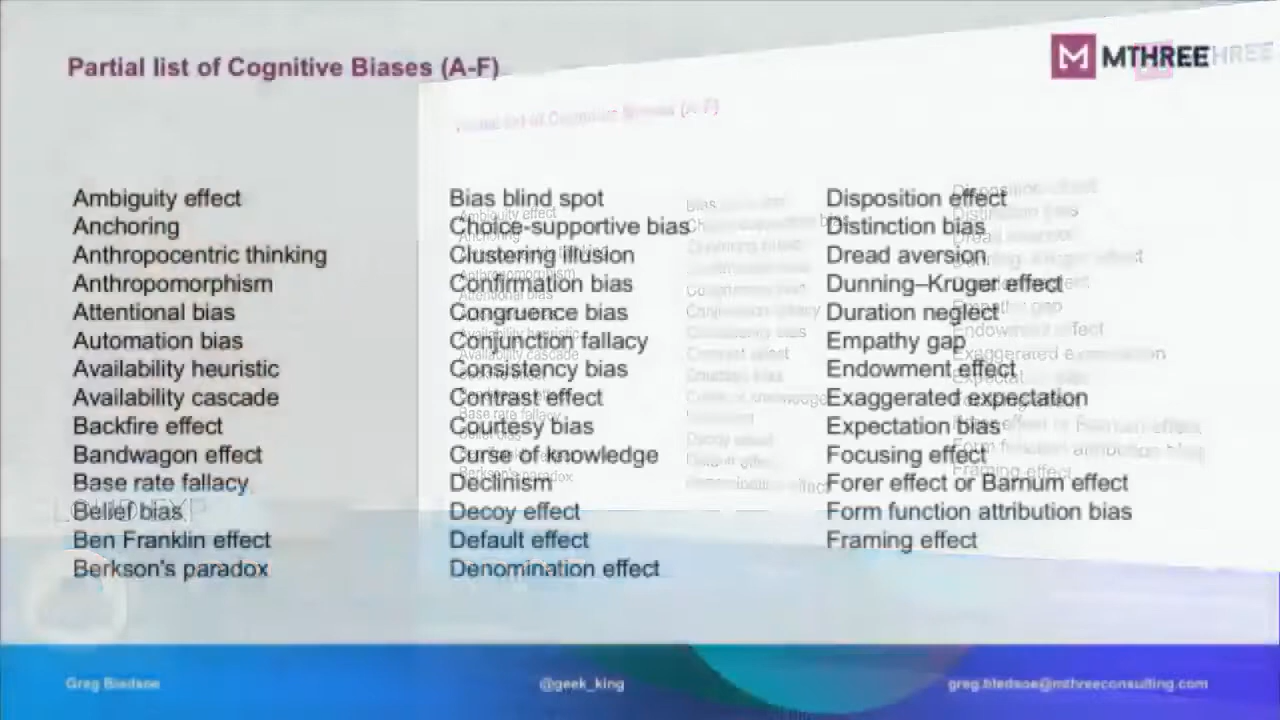 Partial list of Cognitive Biases (A-F)
MTHREE
Ambiguity effect
Anchoring
Anthropocentric thinking
Anthropomorphism
Attentional bias
Automation bias
Availability heuristic
Availability cascade
Backfire effect
Bandwagon effect
Base rate fallacy
Belief bias
Ben Franklin effect
Berkson's paradox
Bias blind spot
Choice-supportive bias
Clustering illusion
Confirmation bias
Congruence bias
Conjunction fallacy
Consistency bias
Contrast effect
Courtesy bias
Curse of knowledge
Declinism
Decoy effect
Default effect
Denomination effect
Disposition effect
Distinction bias
Dread aversion
Dunning–Kruger effect
Duration neglect
Empathy gap
Endowment effect
Exaggerated expectation
Expectation bias
Focusing effect
Forer effect or Barnum effect
Form function attribution bias
Framing effect
Greg Bledsoe
@geek_king
greg.bledsoe@mthreeconsulting.com